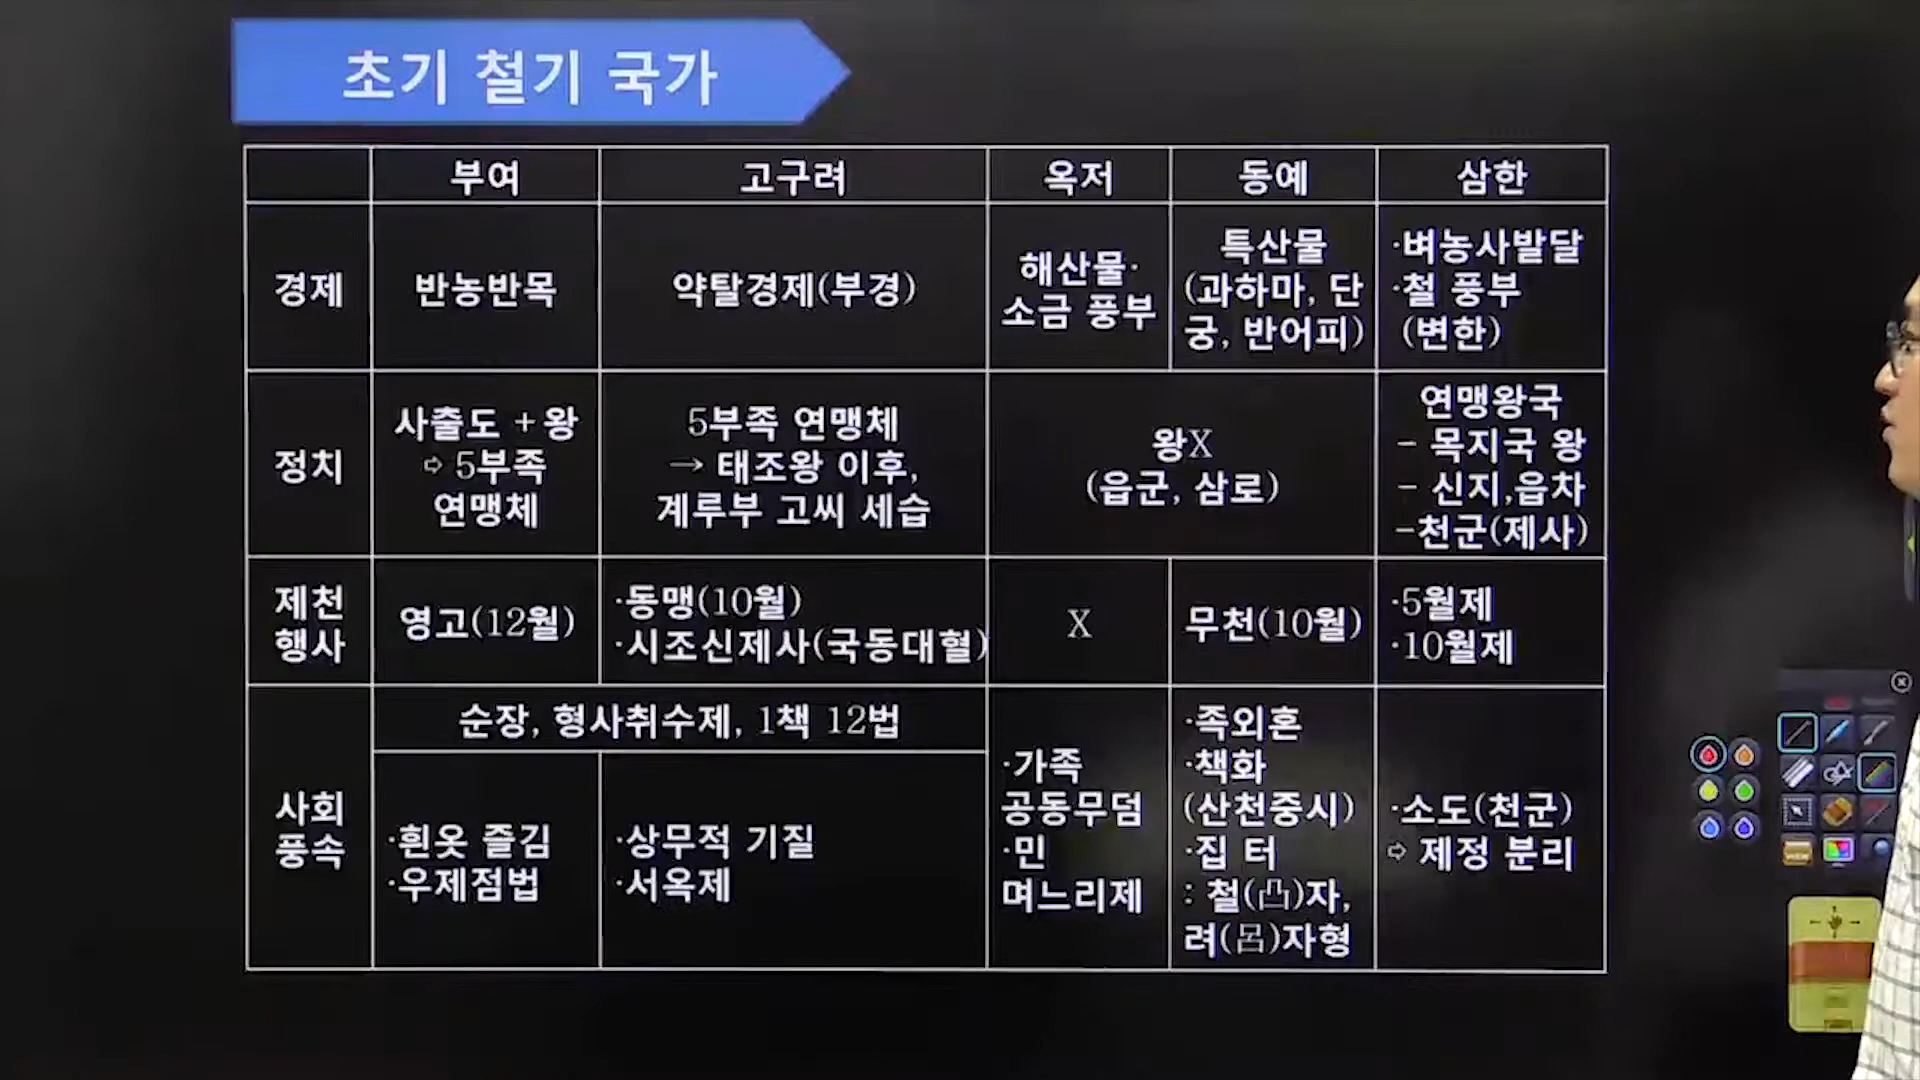 초기 철기 국가
부여 고구려 옥저 동예 삼한
경제
반농반목
약탈경제(부경)
해산물·
소금 풍부
특산물
(과하마, 단
궁, 반어피)
·벼농사발달
·철 풍부
(변한)
정치
사출도 + 왕
⇨ 5부족
연맹체
5부족 연맹체
→ 태조왕 이후,
계루부 고씨 세습
왕X
(읍군, 삼로)
연맹왕국
- 목지국 왕
- 신지,읍차
-천군(제사)
제천
행사
영고(12월)
·동맹(10월)
·시조신제사(국동대혈)
X
무천(10월)
·5월제
·10월제
사회
풍속
순장, 형사취수제, 1책 12법
·흰옷 즐김
·우제점법
·상무적 기질
·서옥제
·가족
공동무덤
·민
며느리제
·족외혼
·책화
(산천중시)
·집 터
: 철(凸)자,
려(呂)자형
·소도(천군)
⇨ 제정 분리
VIEW